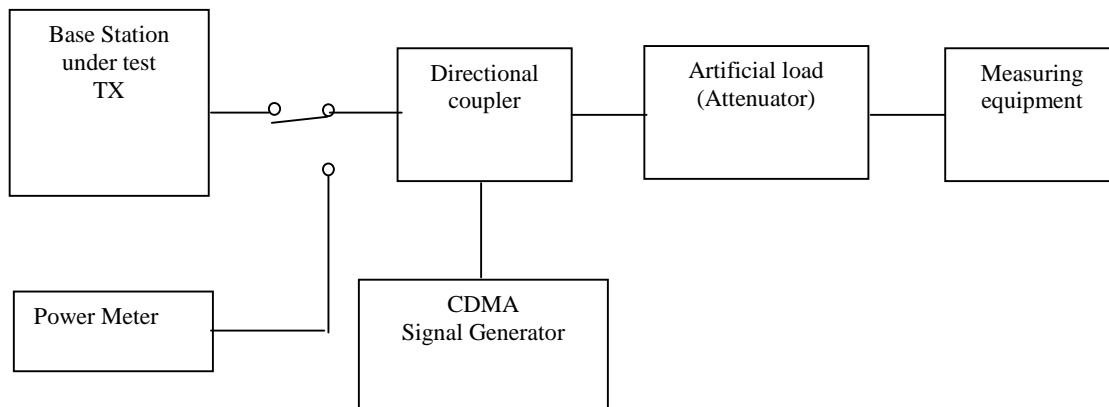 Base Station
under test
TX
Directional
coupler
Artificial load
(Attenuator)
Measuring
equipment
Power Meter
CDMA
Signal Generator